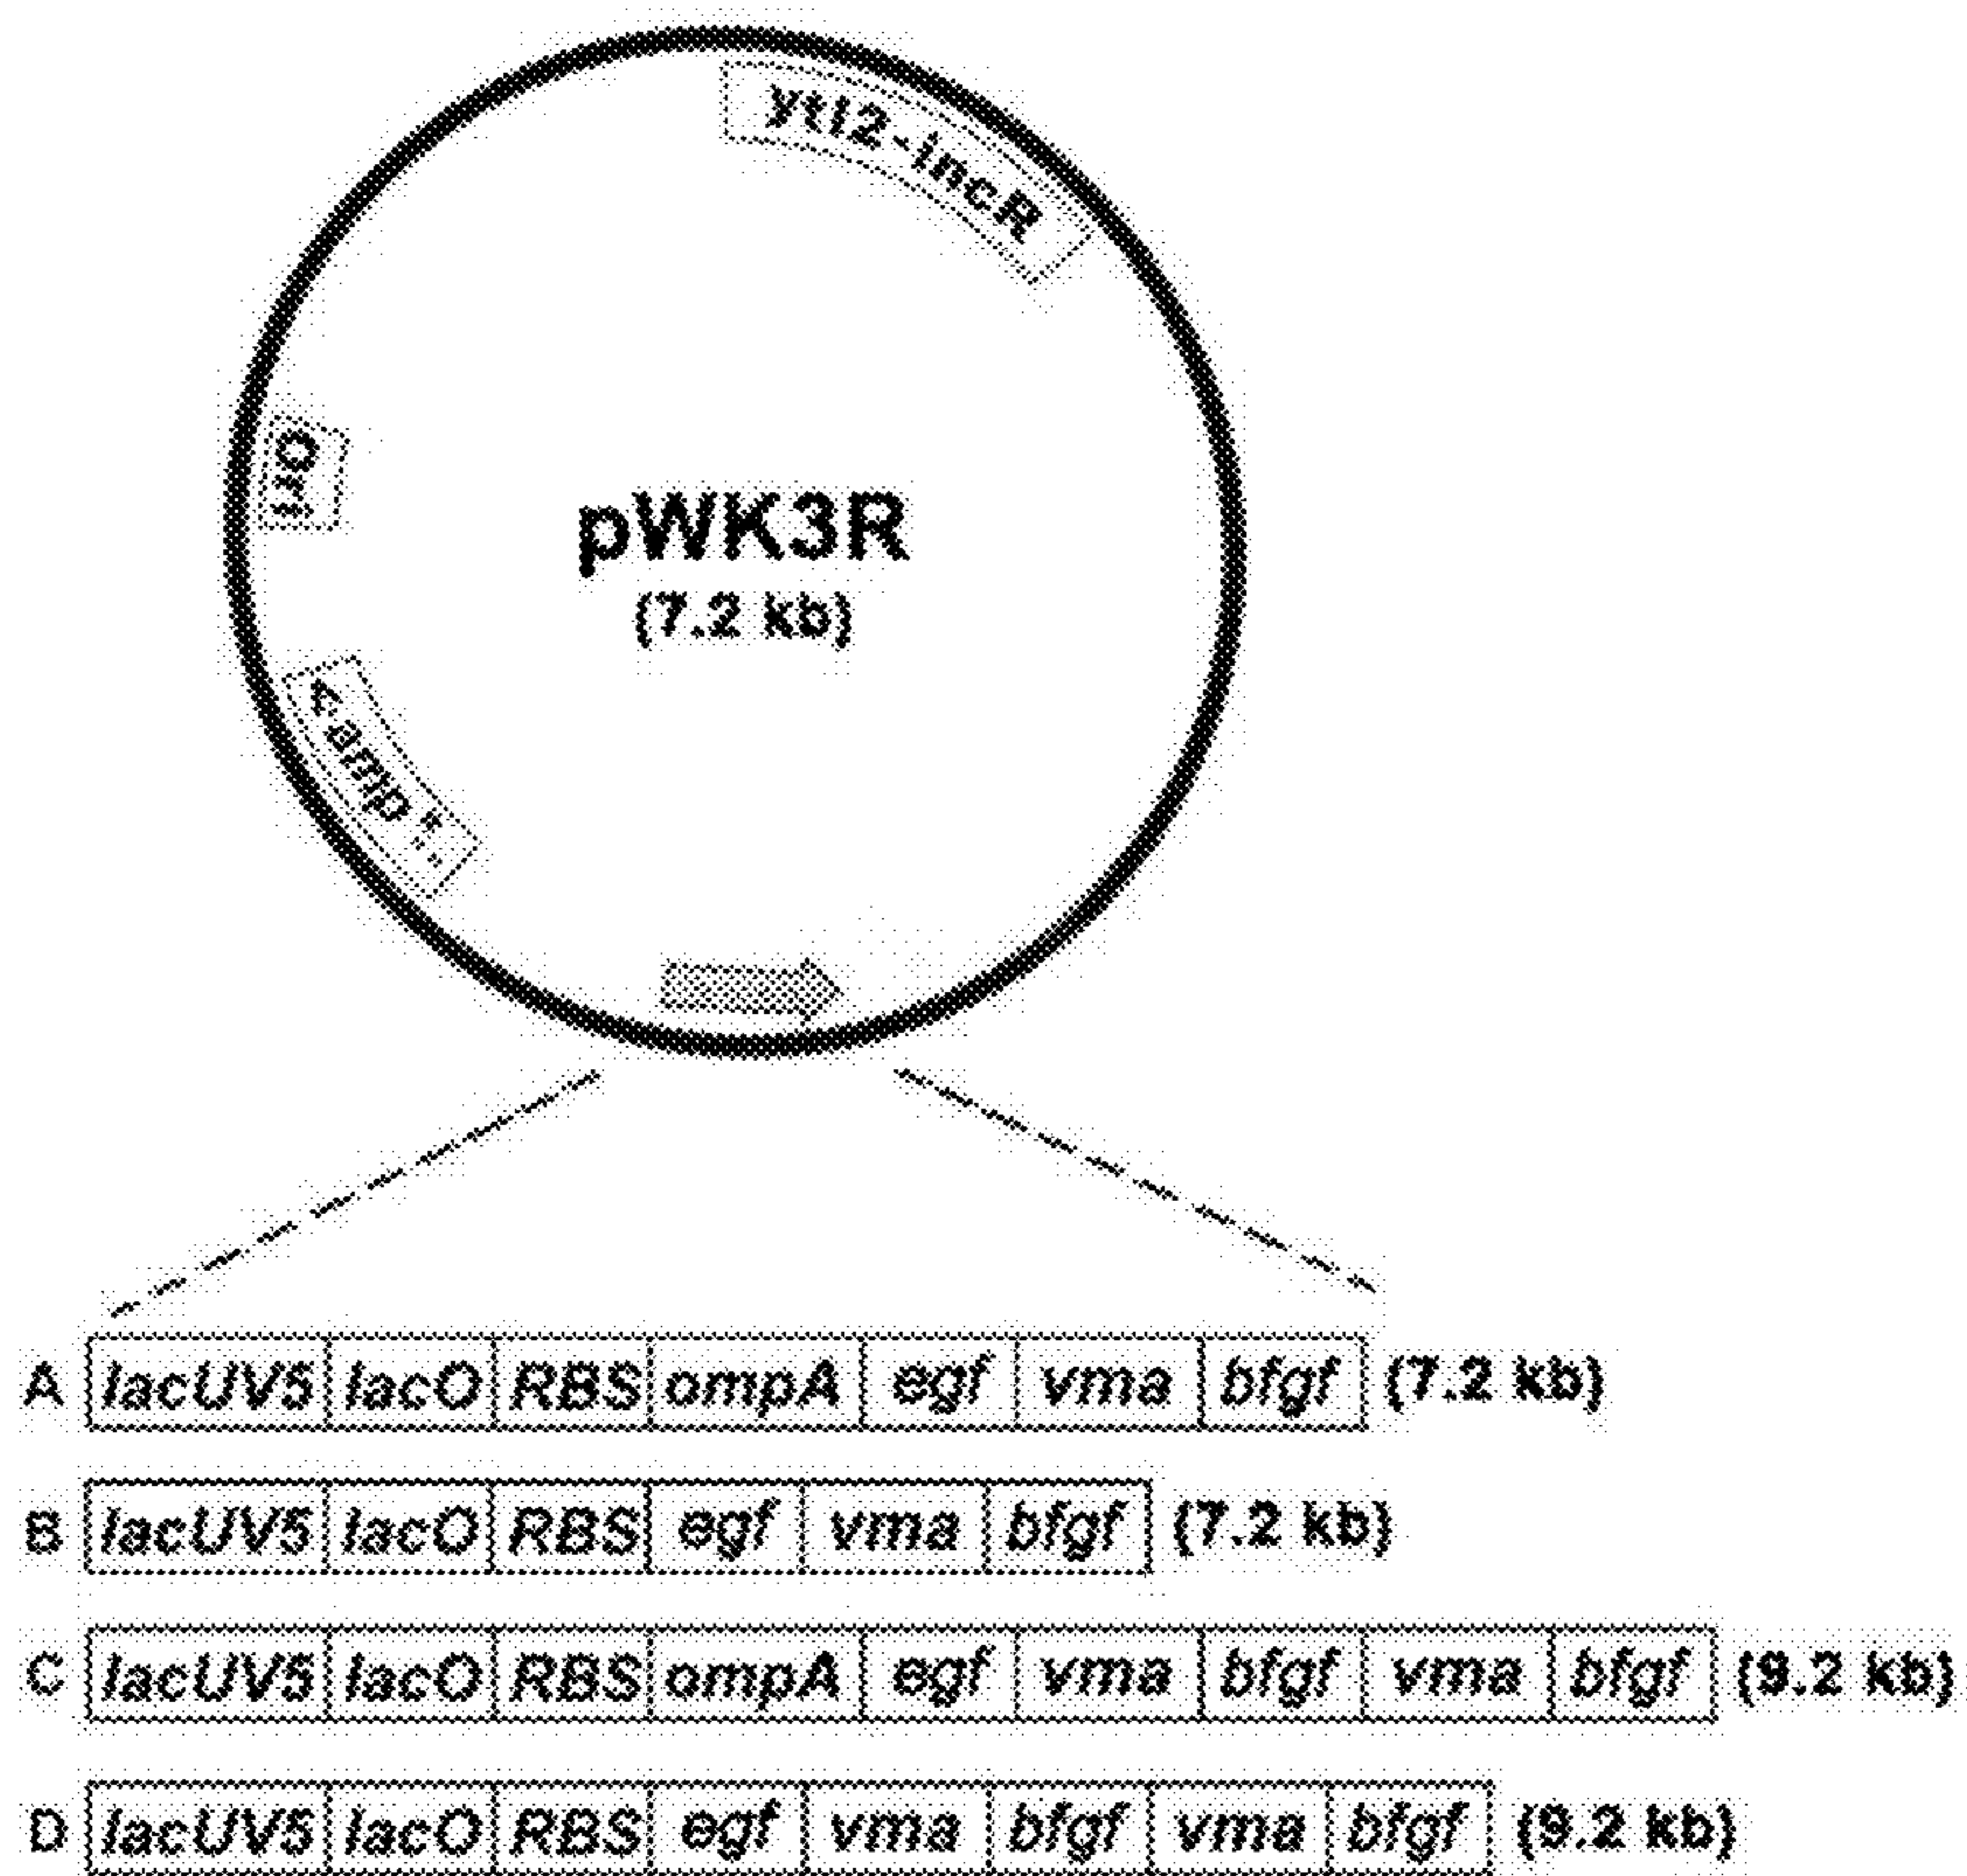 ytl2-incR
Ori
amp r
pWK3R
(7.2 kb)
A lacUV5 lacO RBS ompA egf vma bfgf (7.2 kb)
B lacUV5 lacO RBS egf vma bfgf (7.2 kb)
C lacUV5 lacO RBS ompA egf vma bfgf vma bfgf (9.2 kb)
D lacUV5 lacO RBS egf vma bfgf vma bfgf (9.2 kb)